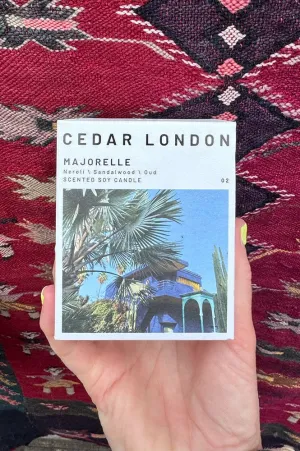 CEDAR LONDON
MAJORELLE
Neroli \ Sandalwood \ Oud
SCENTED SOY CANDLE 02